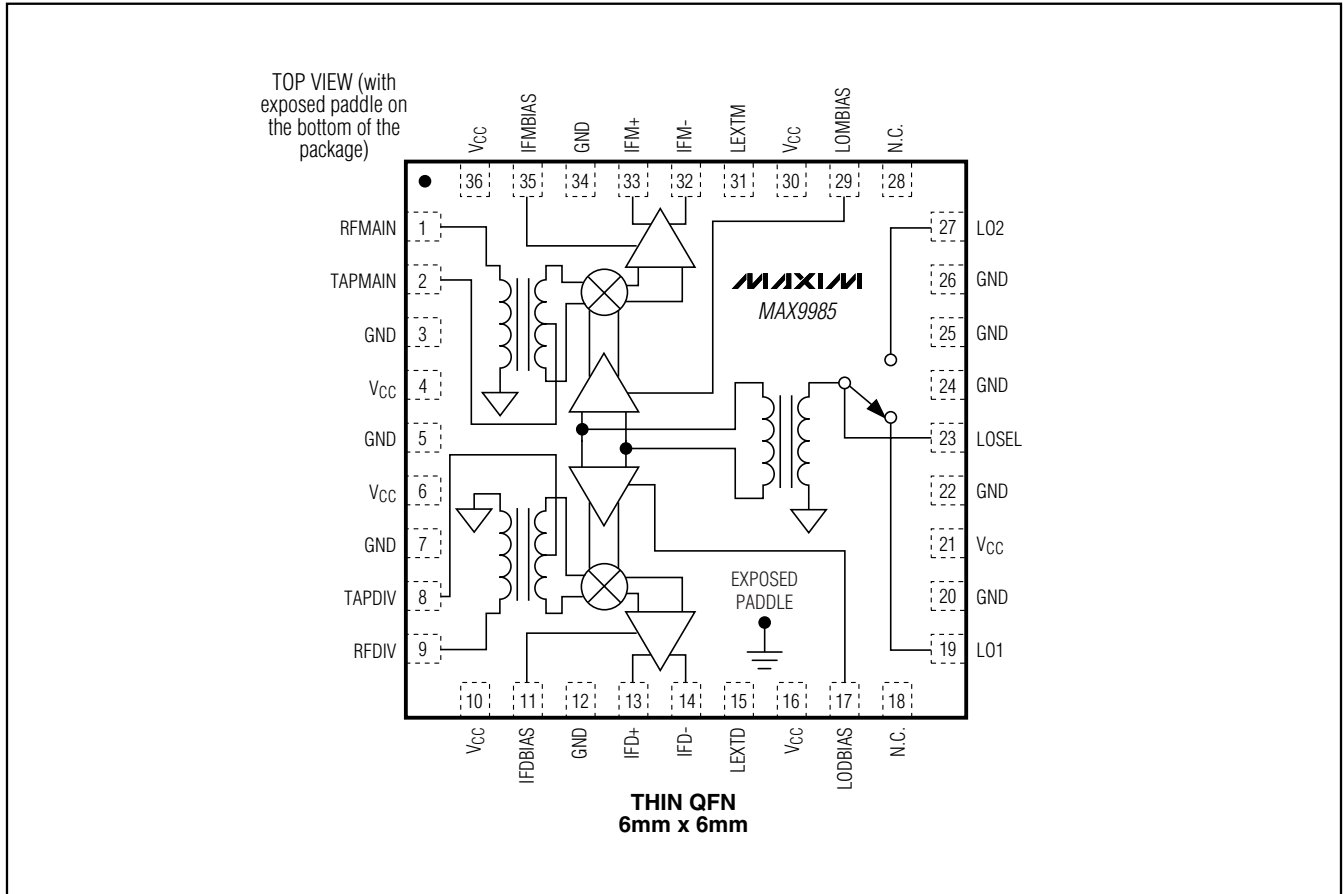 TOP VIEW (with
exposed paddle on
the bottom of the
package)
VCC
IFMBIAS
GND
IFM+
IFM-
LEXTM
VCC
LOMBIAS
N.C.
36
35
34
33
32
31
30
29
28
RFMAIN
1
TAPMAIN
2
GND
3
VCC
4
GND
5
VCC
6
GND
7
TAPDIV
8
RFDIV
9
MAXIM
MAX9985
27
LO2
26
GND
25
GND
24
GND
23
LOSEL
22
GND
21
VCC
20
GND
19
LO1
EXPOSED
PADDLE
10
11
12
13
14
15
16
17
18
VCC
IFDBIAS
GND
IFD+
IFD-
LEXTD
VCC
LODBIAS
N.C.
THIN QFN
6mm x 6mm